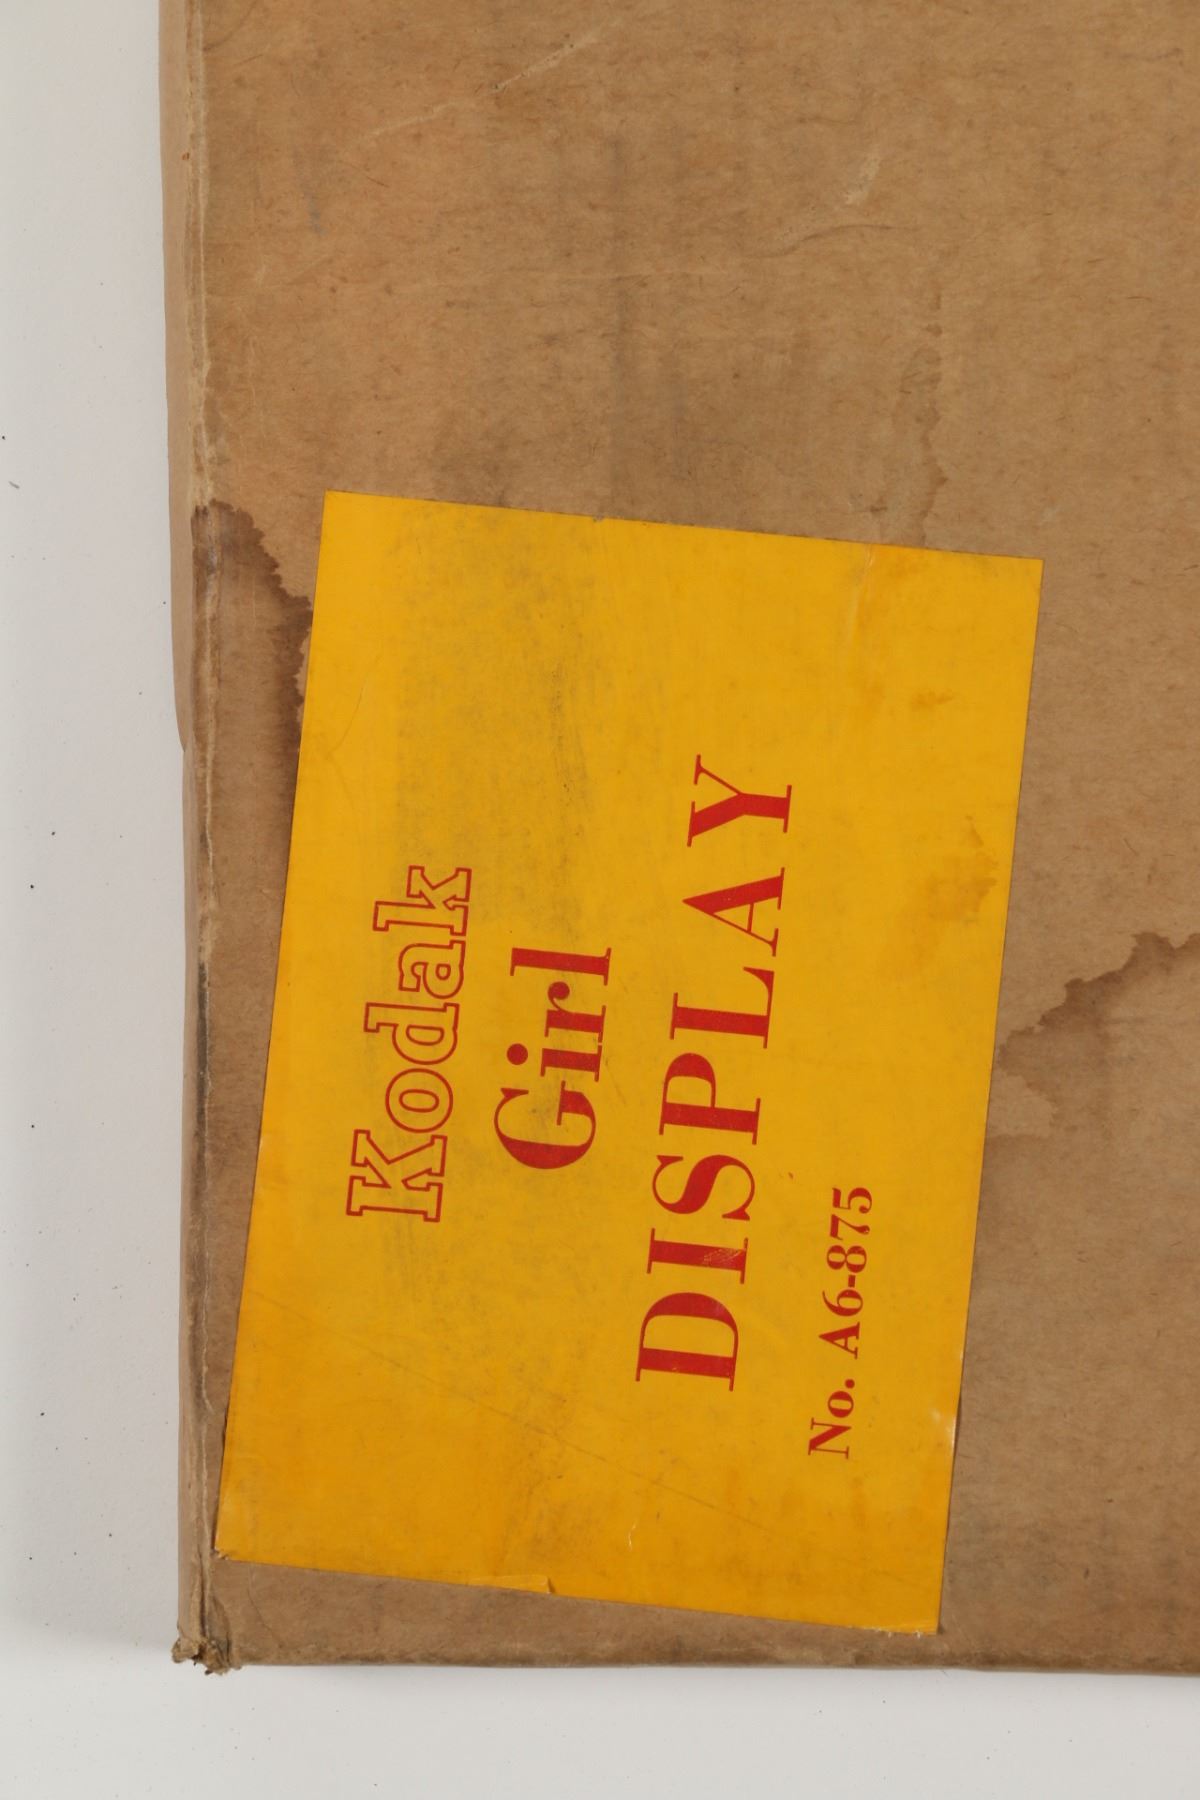 Kodak
Girl
DISPLAY
No. A6-875